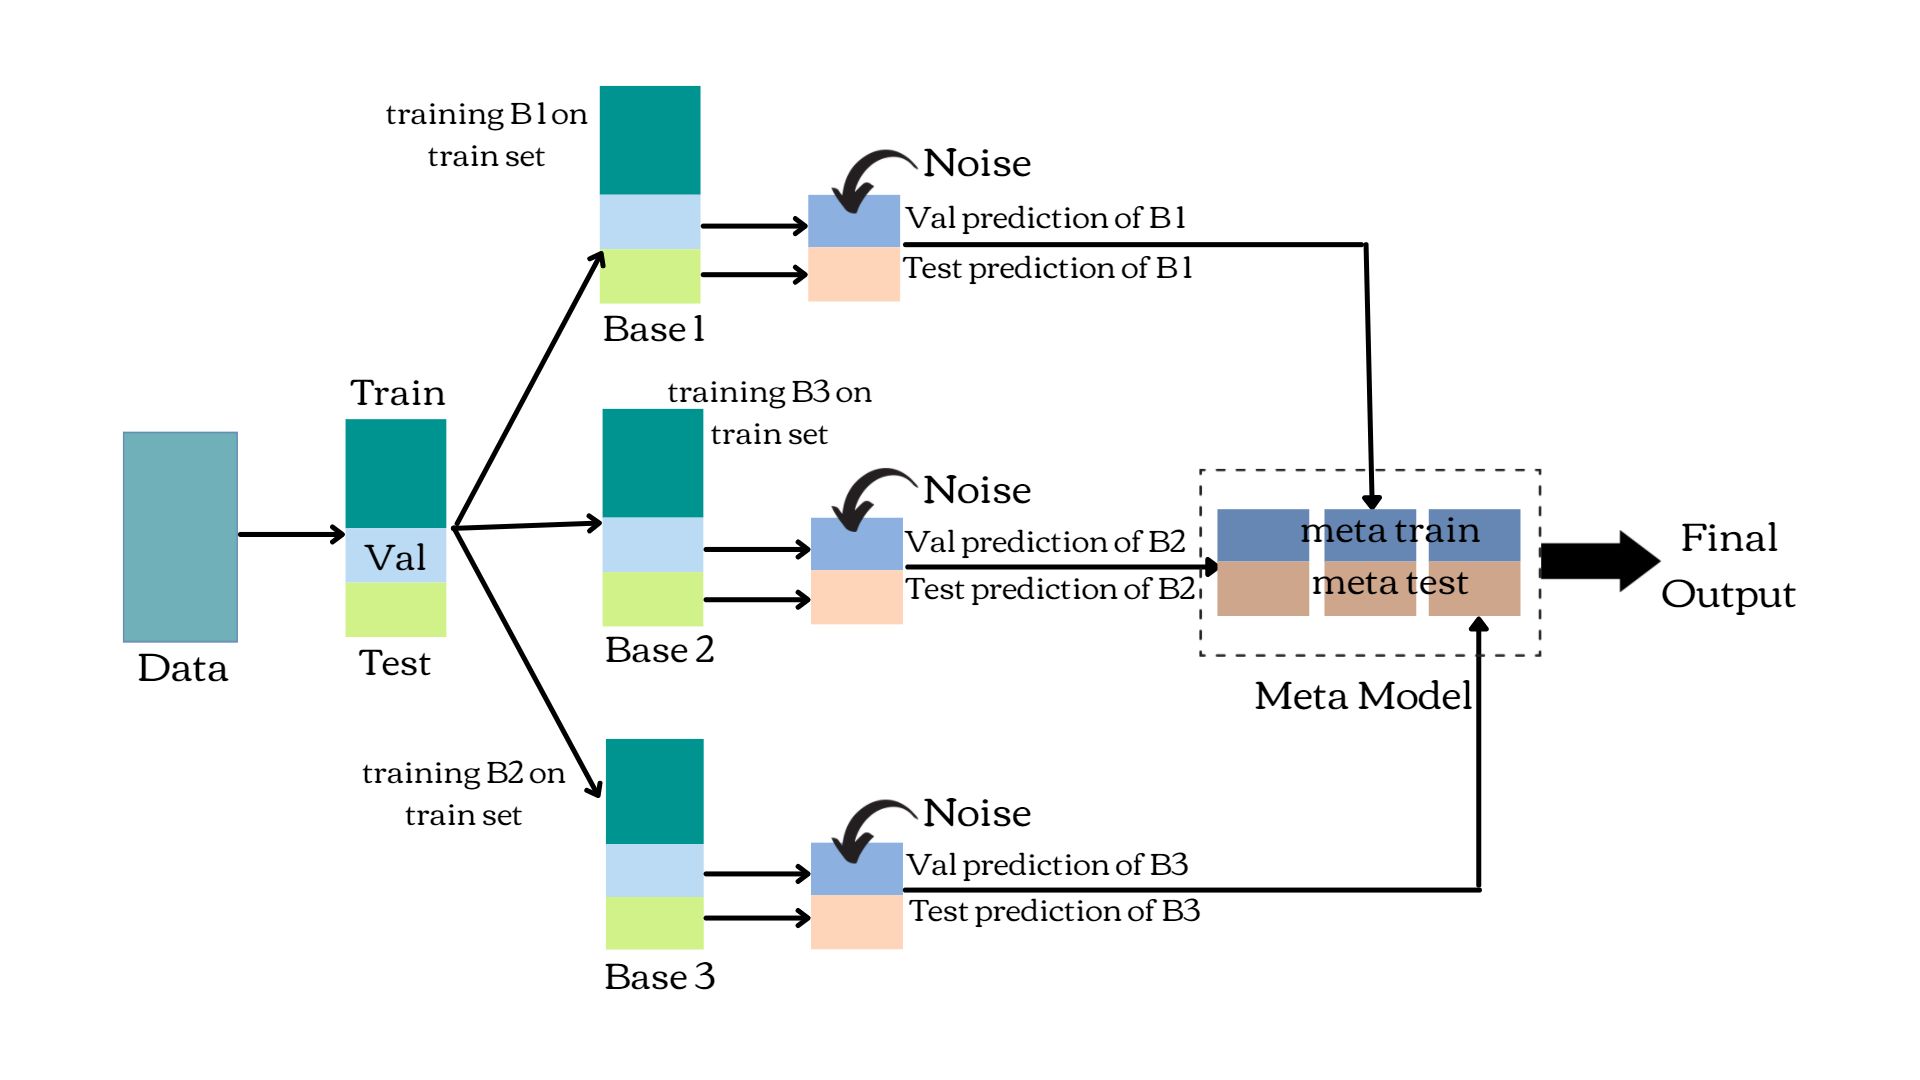 training B1 on
train set
Noise
Val prediction of B1
Test prediction of B1
Base 1
Train
Val
Test
Data
training B3 on
train set
Noise
Val prediction of B2
Test prediction of B2
Base 2
meta train
meta test
Meta Model
Final
Output
training B2 on
train set
Noise
Val prediction of B3
Test prediction of B3
Base 3